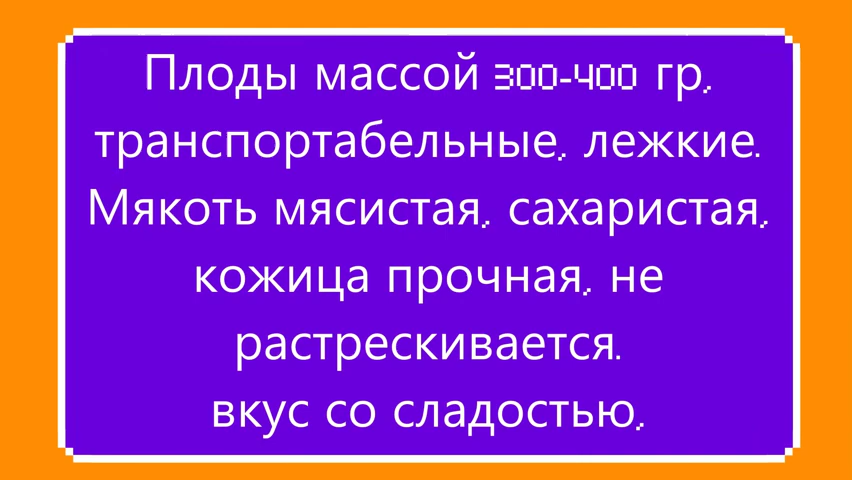 Плоды массой 300-400 гр,
транспортабельные, лежкие.
Мякоть мясистая, сахаристая,
кожица прочная, не
растрескивается.
вкус со сладостью,